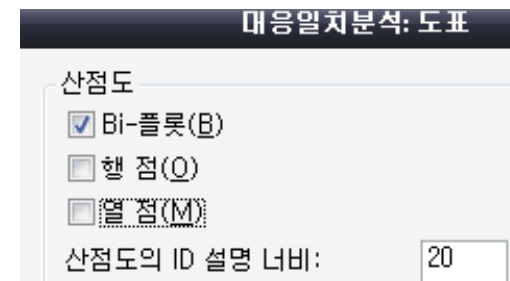 대응일치분석: 도표
산점도
Bi-플롯(B)
행 점(O)
열 점(M)
산점도의 ID 설명 너비: 20